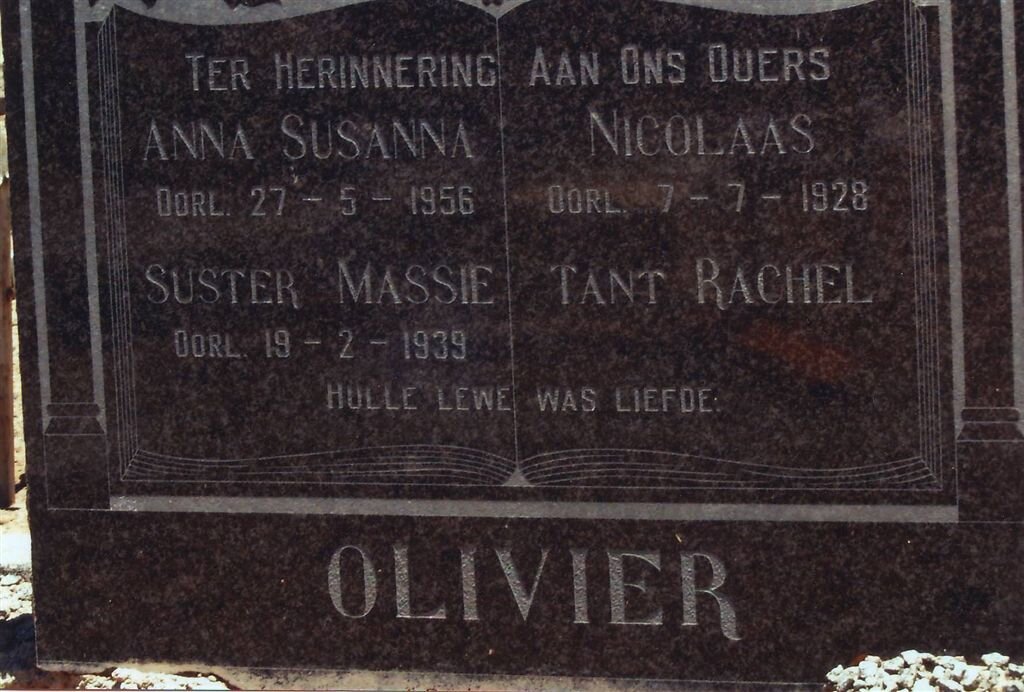 TER HERINNERING AAN ONS OUERS
ANNA SUSANNA NICOLAAS
OORL. 27 - 5 - 1956 OORL. 7 - 7 - 1928
SUSTER MASSIE TANT RACHEL
OORL. 19 - 2 - 1939
HULLE LEWE WAS LIEFDE.
OLIVIER